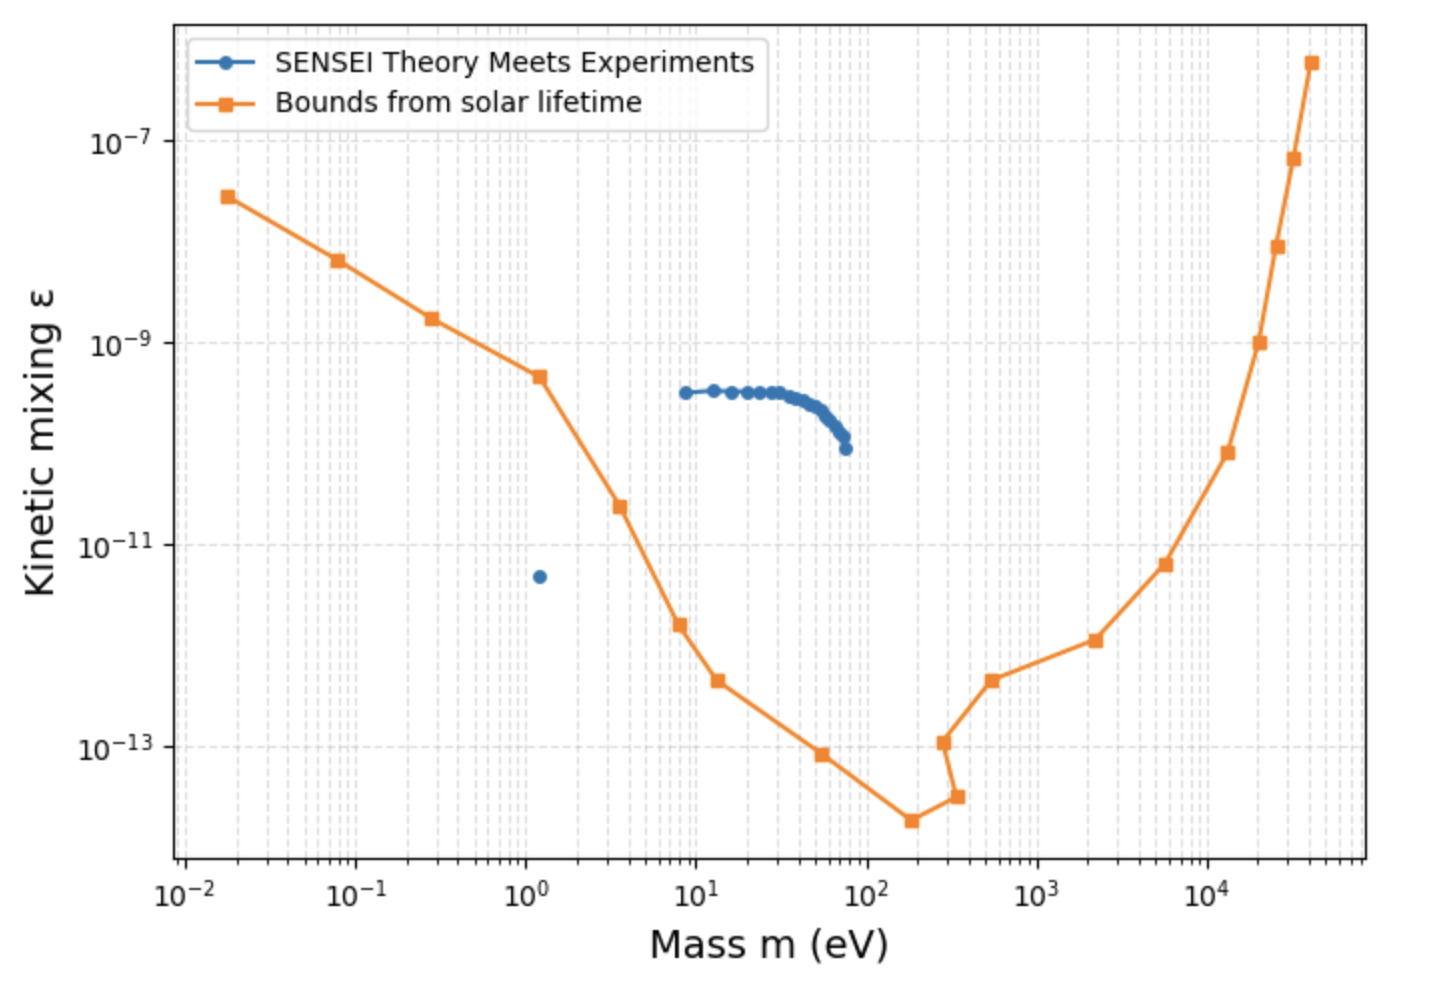 SENSEI Theory Meets Experiments
Bounds from solar lifetime
10⁻⁷
10⁻⁹
10⁻¹¹
10⁻¹³
Kinetic mixing ε
10⁻² 10⁻¹ 10⁰ 10¹ 10² 10³ 10⁴
Mass m (eV)